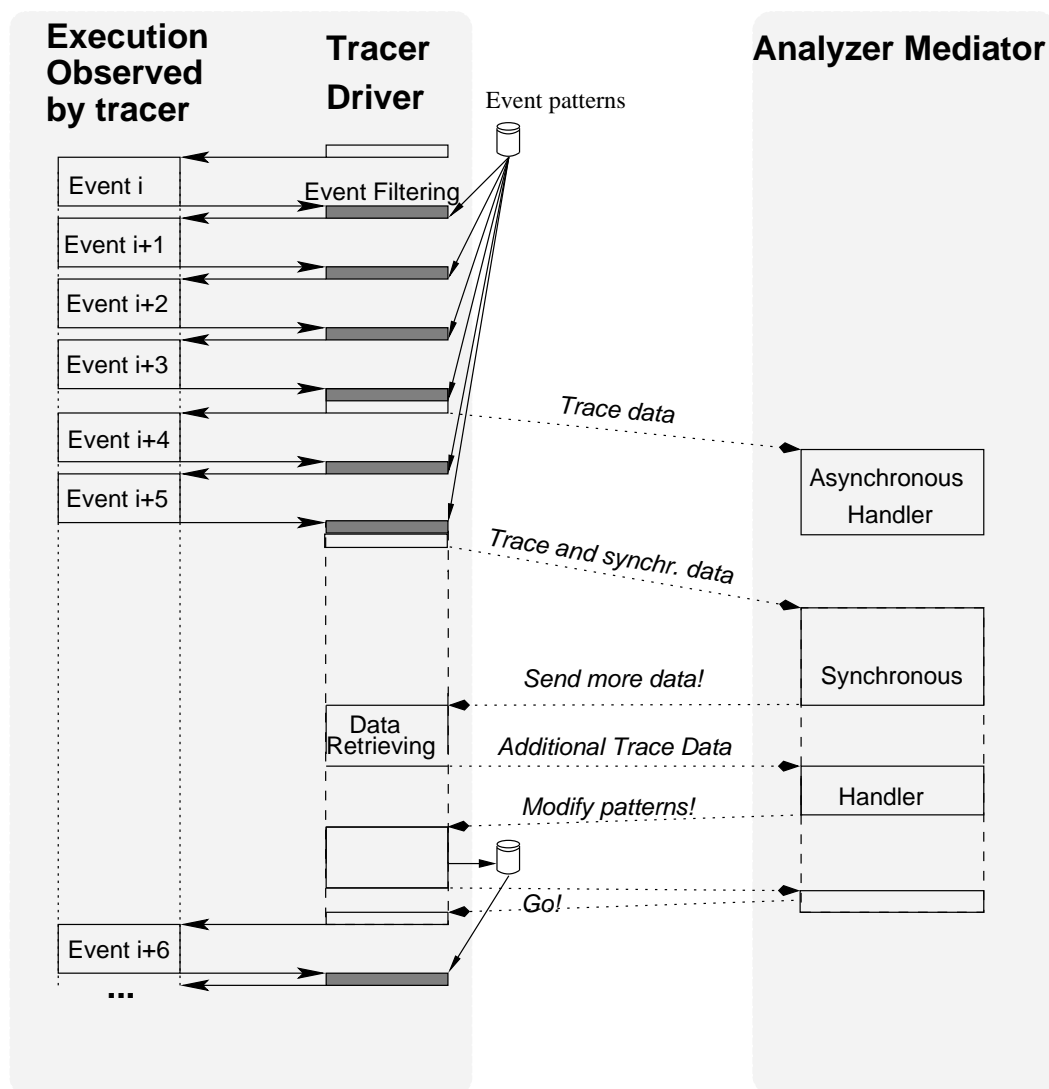 Execution
Observed
by tracer
Tracer
Driver
Analyzer Mediator
Event patterns
Event i
Event Filtering
Event i+1
Event i+2
Event i+3
Trace data
Event i+4
Asynchronous
Handler
Event i+5
Trace and synchr. data
Synchronous
Send more data!
Data
Retrieving
Additional Trace Data
Handler
Modify patterns!
Go!
Event i+6
...